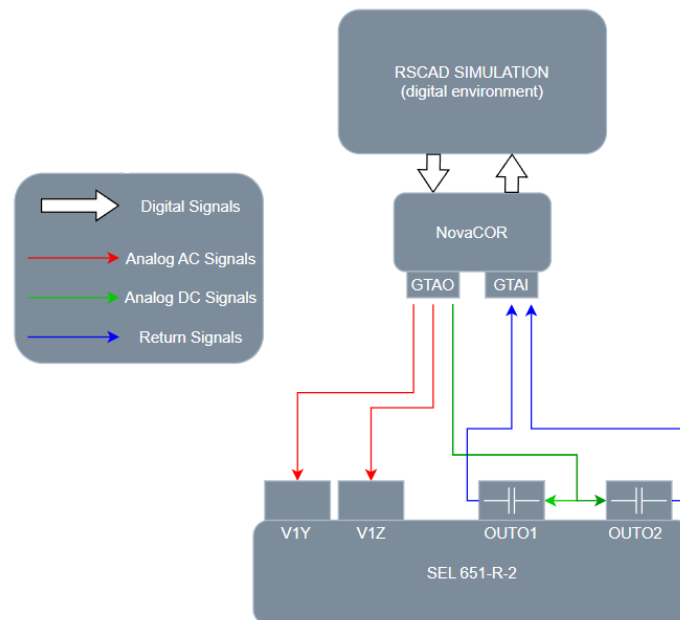 RSCAD SIMULATION
(digital environment)
Digital Signals
NovaCOR
Analog AC Signals
GTAO GTAI
Analog DC Signals
Return Signals
V1Y V1Z OUTO1 OUTO2
SEL 651-R-2